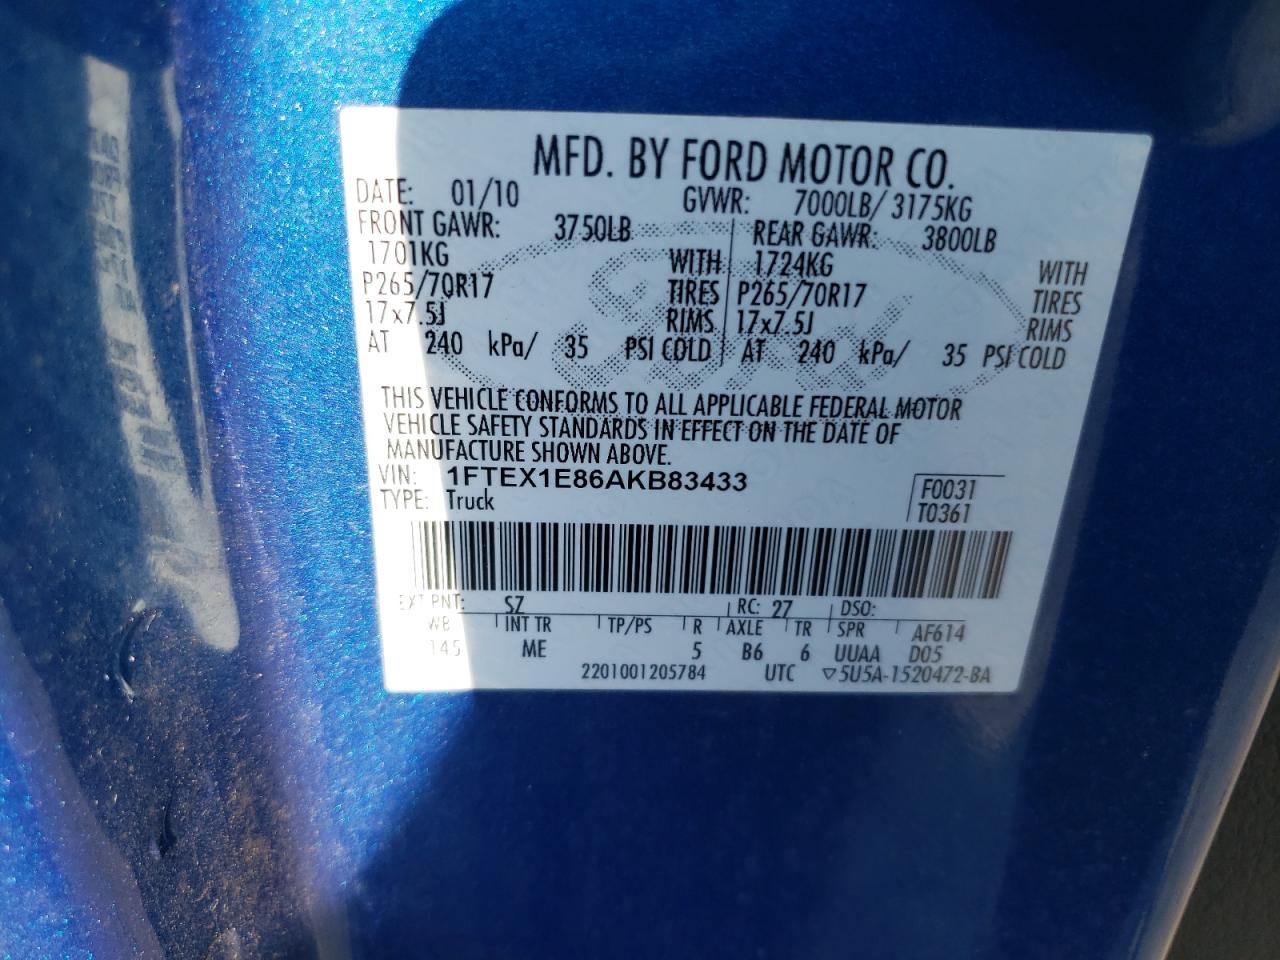 MFD. BY FORD MOTOR CO.
DATE: 01/10 GVWR: 7000LB/ 3175KG
FRONT GAWR: 3750LB REAR GAWR: 3800LB
1701KG WITH 1724KG WITH
P265/70R17 TIRES P265/70R17 TIRES
17x7.5J RIMS 17x7.5J RIMS
AT 240 kPa/ 35 PSI COLD AT 240 kPa/ 35 PSI COLD
THIS VEHICLE CONFORMS TO ALL APPLICABLE FEDERAL MOTOR
VEHICLE SAFETY STANDARDS IN EFFECT ON THE DATE OF
MANUFACTURE SHOWN ABOVE.
VIN: 1FTEX1E86AKB83433
TYPE: Truck
F0031
T0361
EXT PNT: SZ RC: 27 DSO:
WB INT TR TP/PS R AXLE TR SPR AF614
145 ME 5 B6 6 UUAA D05
2201001205784 UTC ▽5U5A-1520472-BA